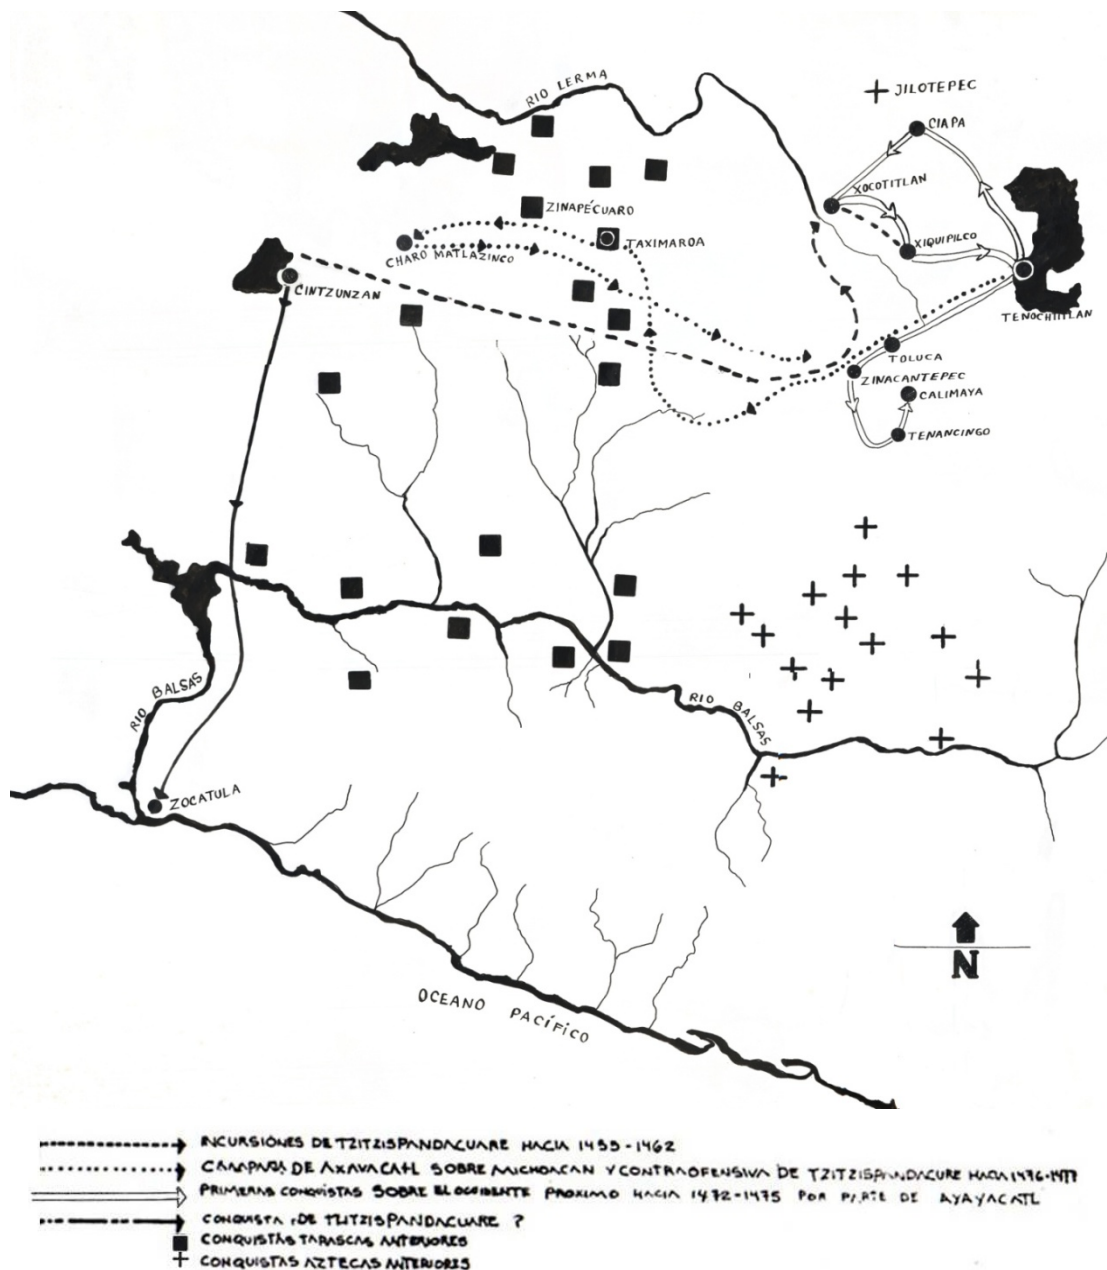 RIO LERMA
JILOTEPEC
CIAPA
XOCOTITLAN
ZINAPÉCUARO
TAXIMAROA
XIQUIPILCO
CHARO MATLAZINCO
CINTZUNZAN
TENOCHTITLAN
TOLUCA
ZINACANTEPEC
CALIMAYA
TENANCINGO
RIO BALSAS
RIO BALSAS
ZOCATULA
N
OCEANO PACÍFICO
INCURSIONES DE TZITZISPANDACUARE HACIA 1455-1462
CAMPAÑA DE AXAYACATL SOBRE MICHOACAN Y CONTRAOFENSIVA DE TZITZISPANDACURE HACIA 1476-1477
PRIMERAS CONQUISTAS SOBRE EL OCCIDENTE PROXIMO HACIA 1472-1475 POR PARTE DE AYAYACATL
CONQUISTA DE TZITZISPANDACUARE ?
CONQUISTAS TARASCAS ANTERIORES
CONQUISTAS AZTECAS ANTERIORES